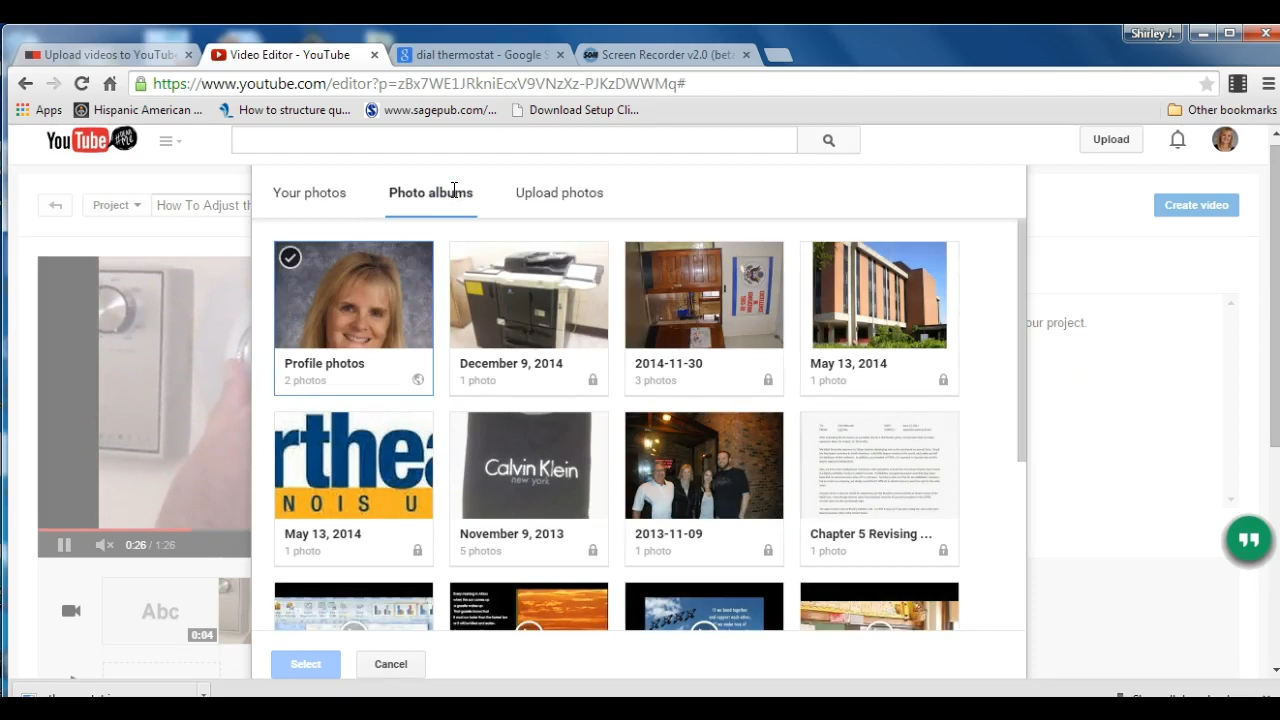 Shirley J.
Upload videos to YouTube
Video Editor - YouTube
dial thermostat - Google S
Screen Recorder v2.0 (beta
https://www.youtube.com/editor?p=zBx7WE1JRkniEcxV9VNzXz-PJKzDWWMq#
Apps
Hispanic American ...
How to structure qu...
www.sagepub.com/...
Download Setup Cli...
Other bookmarks
YouTube
Upload
Your photos
Photo albums
Upload photos
Project
How To Adjust th
Create video
our project.
Profile photos
2 photos
December 9, 2014
1 photo
2014-11-30
3 photos
May 13, 2014
1 photo
rthea
NOIS U
Calvin Klein
new york
May 13, 2014
1 photo
November 9, 2013
5 photos
2013-11-09
1 photo
Chapter 5 Revising ...
1 photo
0:26 / 1:26
Abc
0:04
Select
Cancel